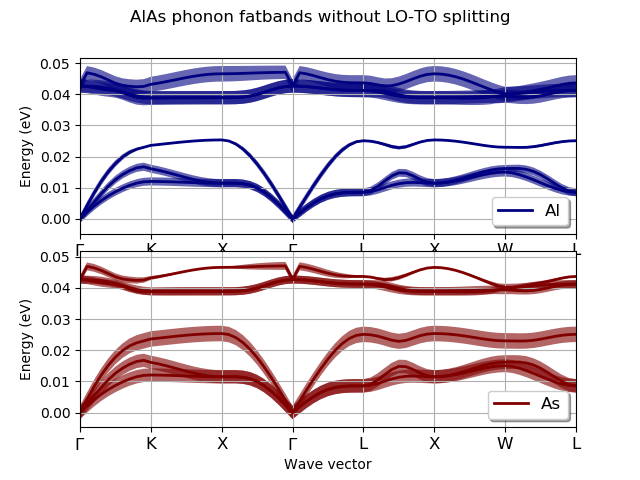 AlAs phonon fatbands without LO-TO splitting
0.05
0.04
0.03
0.02
0.01
0.00
Energy (eV)
Al
Γ K X Γ L X W L
0.05
0.04
0.03
0.02
0.01
0.00
Energy (eV)
As
Γ K X Γ L X W L
Wave vector